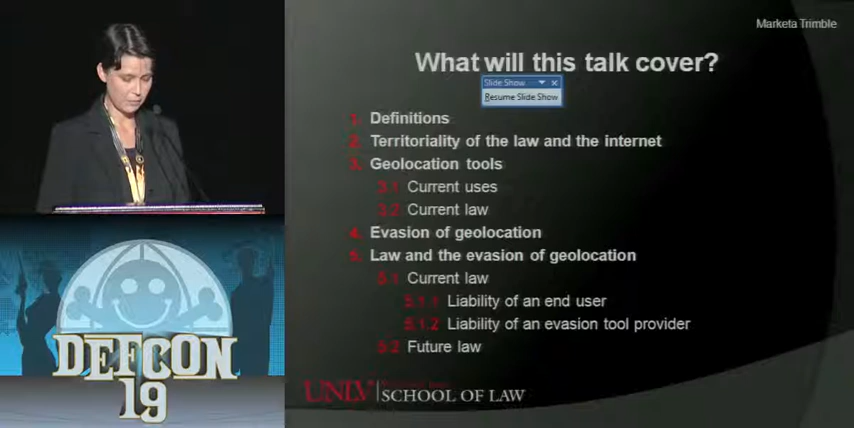 Marketa Trimble
What will this talk cover?
Slide Show
Resume Slide Show
1. Definitions
2. Territoriality of the law and the internet
3. Geolocation tools
3.1 Current uses
3.2 Current law
4. Evasion of geolocation
5. Law and the evasion of geolocation
5.1 Current law
5.1.1 Liability of an end user
5.1.2 Liability of an evasion tool provider
5.2 Future law
DEFCON
19
UNLV SCHOOL OF LAW